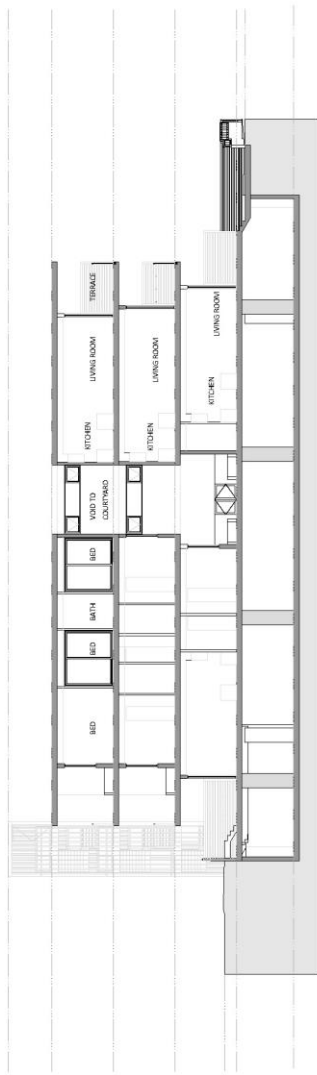 BED
BED
BATH
BED
VOID TO
COURTYARD
KITCHEN
LIVING ROOM
TERRACE
KITCHEN
LIVING ROOM
KITCHEN
LIVING ROOM